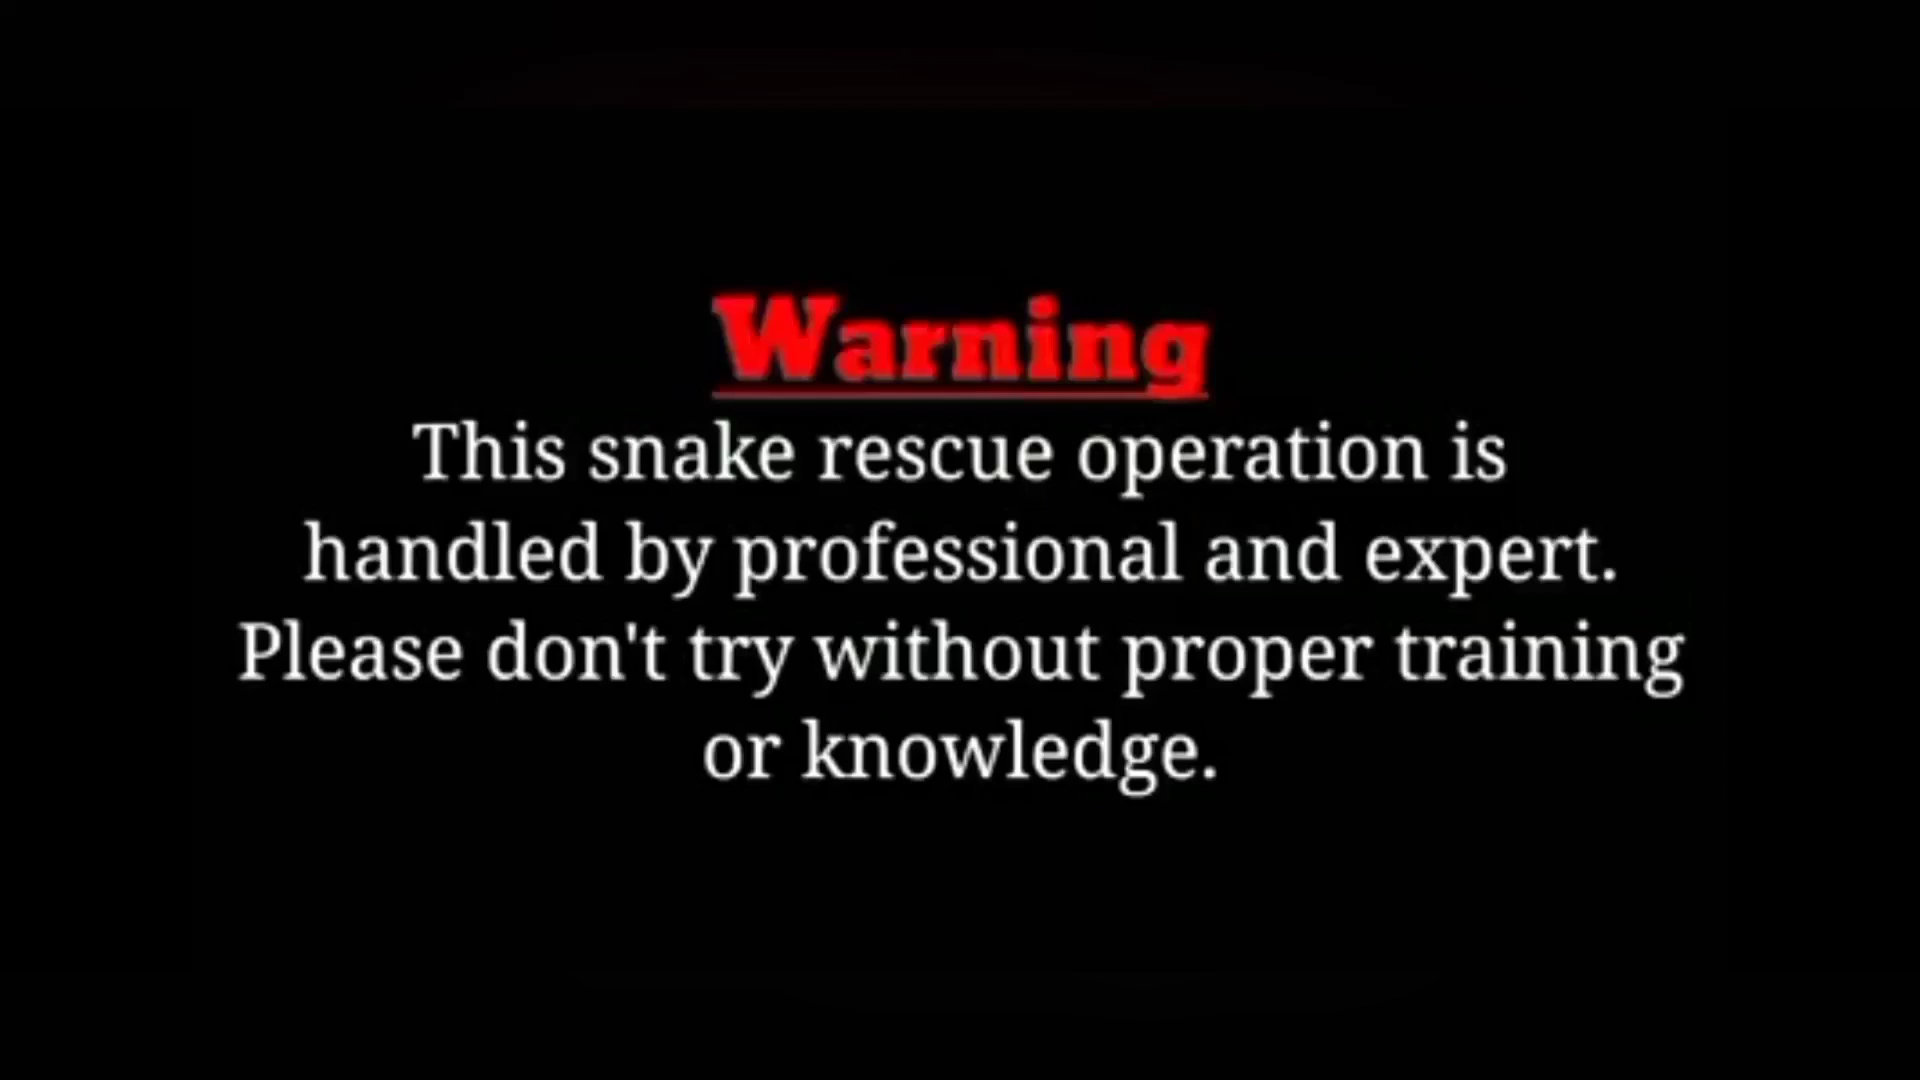 Warning
This snake rescue operation is
handled by professional and expert.
Please don't try without proper training
or knowledge.